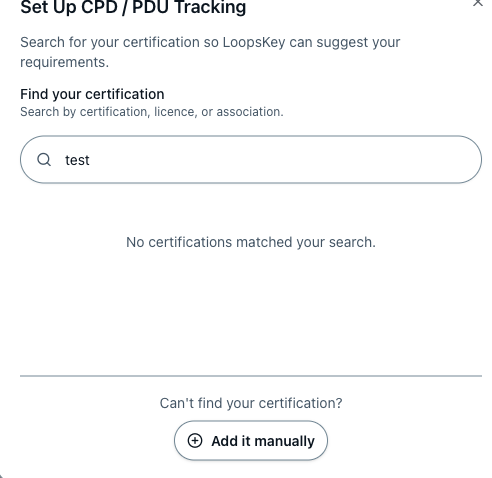 Set Up CPD / PDU Tracking
Search for your certification so LoopsKey can suggest your
requirements.
Find your certification
Search by certification, licence, or association.
test
No certifications matched your search.
Can't find your certification?
Add it manually